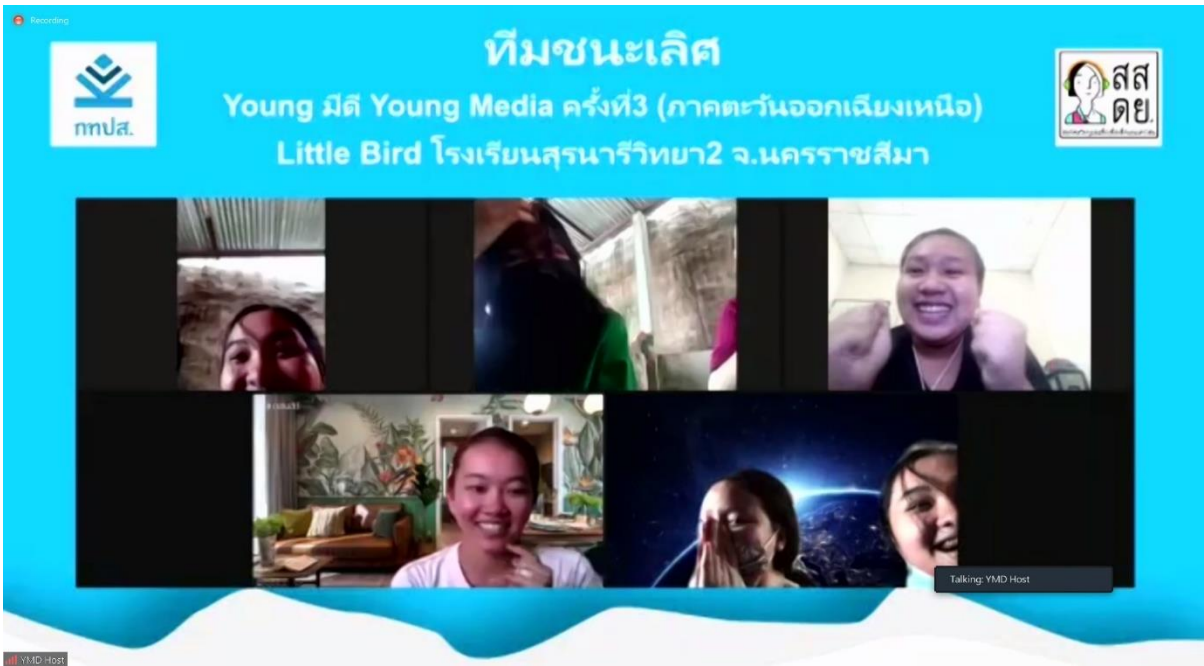 Recording
ทีมชนะเลิศ
Young มีดี Young Media ครั้งที่3 (ภาคตะวันออกเฉียงเหนือ)
Little Bird โรงเรียนสุรนารีวิทยา2 จ.นครราชสีมา
กทปส.
สส
ดย.
Talking: YMD Host
YMD Host